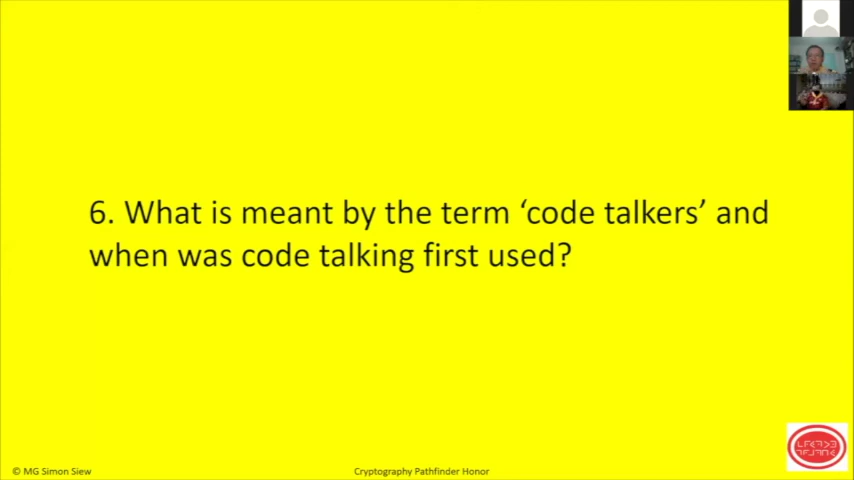 6. What is meant by the term ‘code talkers’ and
when was code talking first used?
© MG Simon Siew
Cryptography Pathfinder Honor